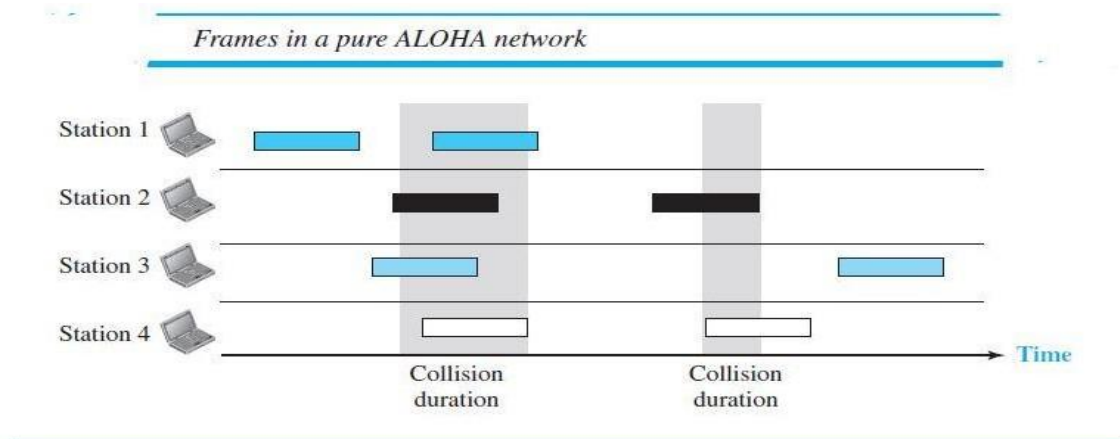 Frames in a pure ALOHA network
Station 1
Station 2
Station 3
Station 4
Time
Collision
duration
Collision
duration